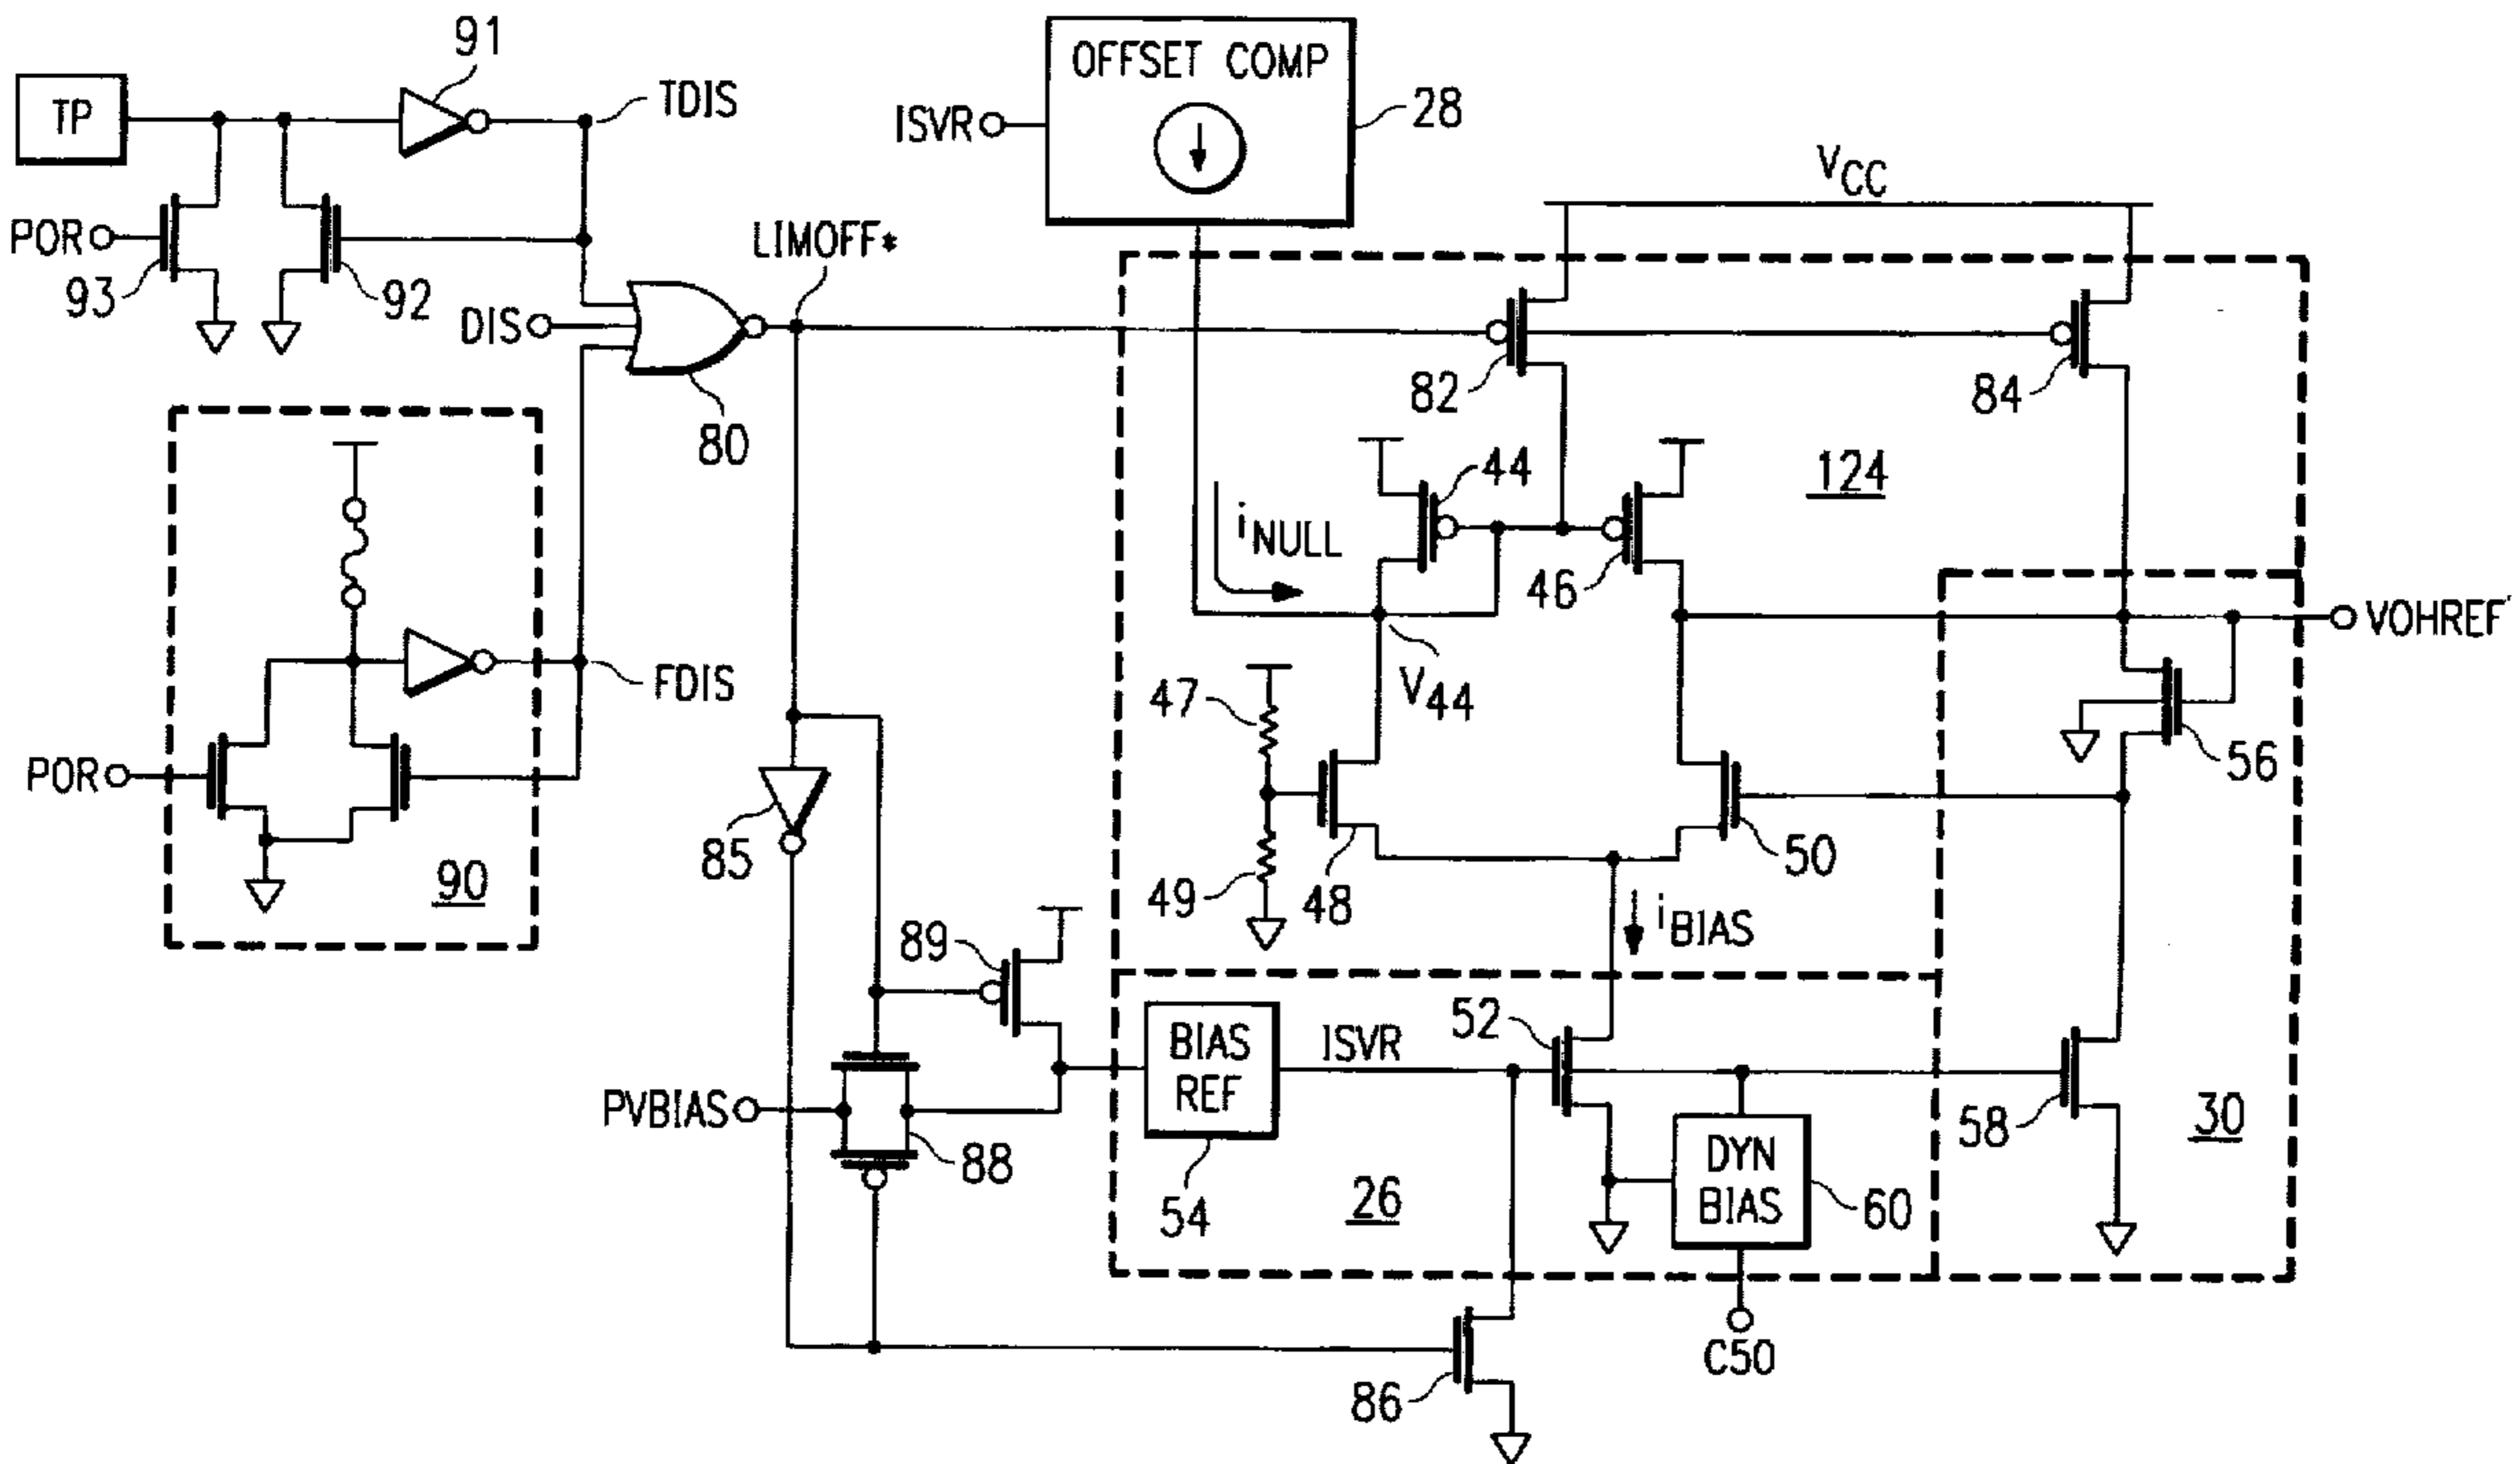 91
TP
TDIS
OFFSET COMP
ISVR
28
VCC
POR
93
92
LIMOFF*
DIS
80
82
84
44
124
iNULL
46
VOHREF
FDIS
V44
47
56
POR
85
49
48
50
90
89
iBIAS
52
BIAS
REF
ISVR
PVBIAS
88
54
26
DYN
BIAS
60
58
30
C50
86